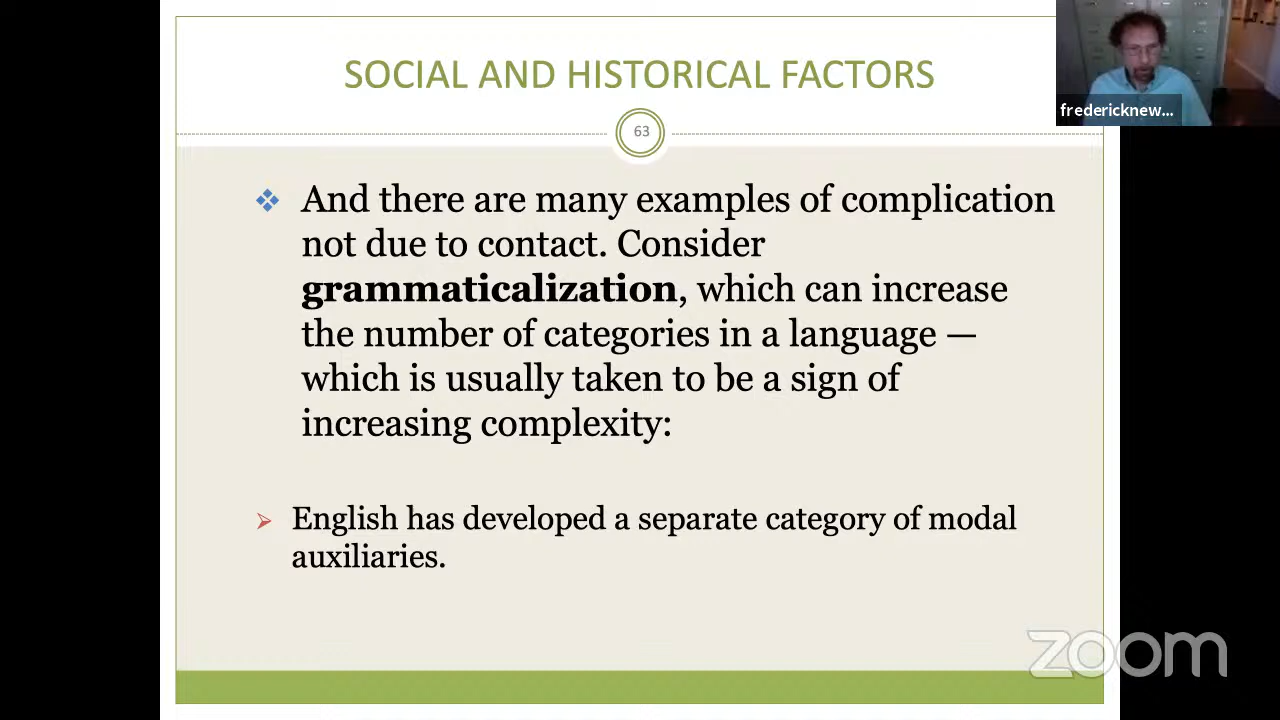 SOCIAL AND HISTORICAL FACTORS
63
And there are many examples of complication
not due to contact. Consider
grammaticalization, which can increase
the number of categories in a language —
which is usually taken to be a sign of
increasing complexity:
English has developed a separate category of modal
auxiliaries.
fredericknew...
zoom